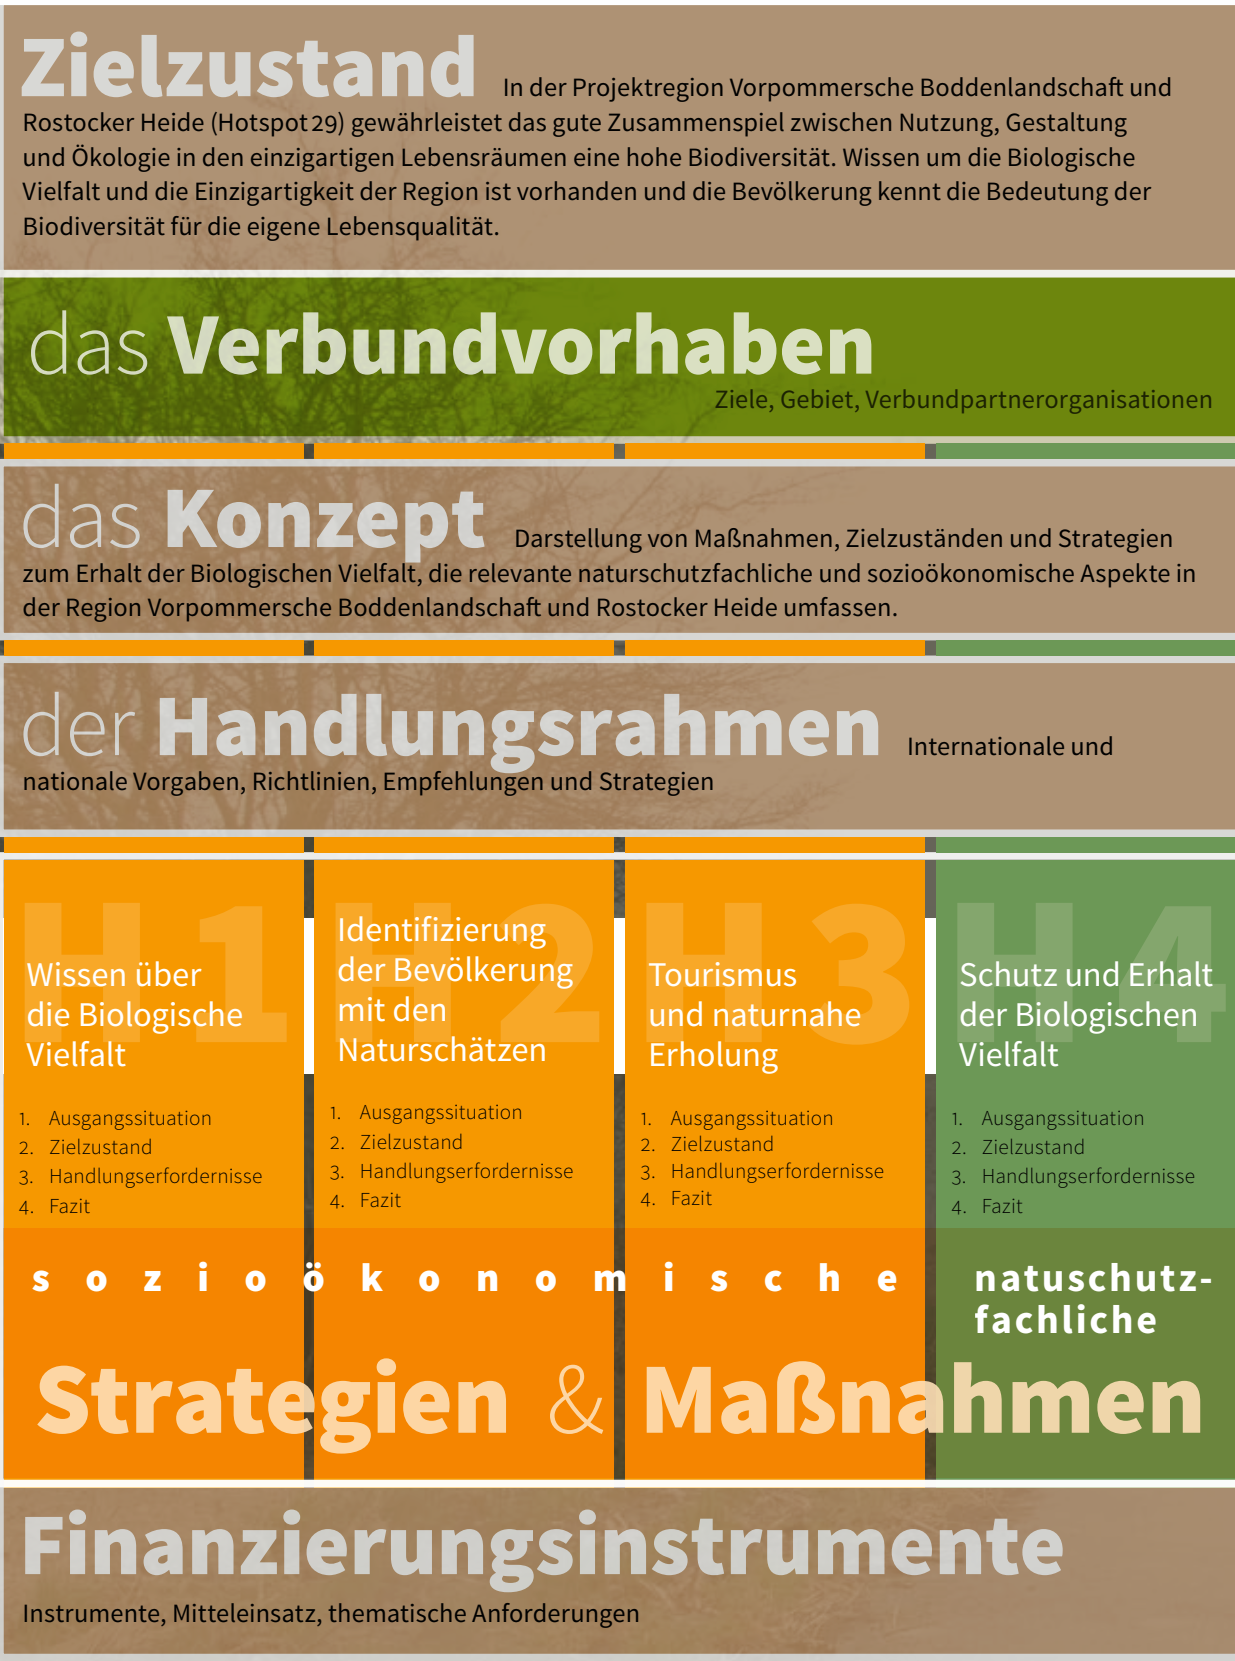 Zielzustand In der Projektregion Vorpommersche Boddenlandschaft und
Rostocker Heide (Hotspot 29) gewährleistet das gute Zusammenspiel zwischen Nutzung, Gestaltung
und Ökologie in den einzigartigen Lebensräumen eine hohe Biodiversität. Wissen um die Biologische
Vielfalt und die Einzigartigkeit der Region ist vorhanden und die Bevölkerung kennt die Bedeutung der
Biodiversität für die eigene Lebensqualität.
das Verbundvorhaben
Ziele, Gebiet, Verbundpartnerorganisationen
das Konzept Darstellung von Maßnahmen, Zielzuständen und Strategien
zum Erhalt der Biologischen Vielfalt, die relevante naturschutzfachliche und sozioökonomische Aspekte in
der Region Vorpommersche Boddenlandschaft und Rostocker Heide umfassen.
der Handlungsrahmen Internationale und
nationale Vorgaben, Richtlinien, Empfehlungen und Strategien
H 1
Wissen über
die Biologische
Vielfalt
1. Ausgangssituation
2. Zielzustand
3. Handlungserfordernisse
4. Fazit
H 2
Identifizierung
der Bevölkerung
mit den
Naturschätzen
1. Ausgangssituation
2. Zielzustand
3. Handlungserfordernisse
4. Fazit
H 3
Tourismus
und naturnahe
Erholung
1. Ausgangssituation
2. Zielzustand
3. Handlungserfordernisse
4. Fazit
H 4
Schutz und Erhalt
der Biologischen
Vielfalt
1. Ausgangssituation
2. Zielzustand
3. Handlungserfordernisse
4. Fazit
sozioökonomische
natuschutz-
fachliche
Strategien & Maßnahmen
Finanzierungsinstrumente
Instrumente, Mitteleinsatz, thematische Anforderungen